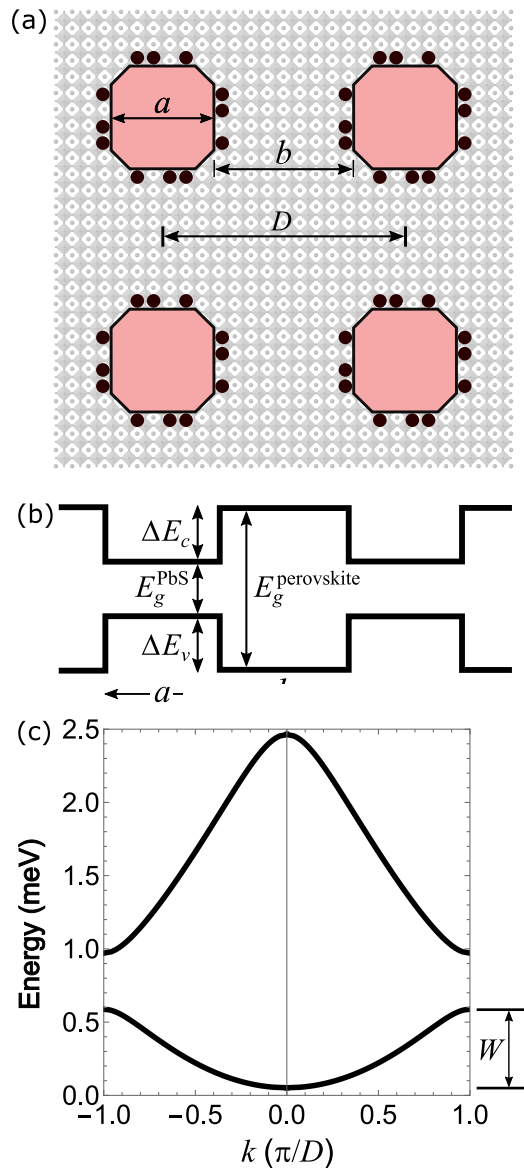 (a)
a
b
D
(b)
ΔE_c
E_g^PbS
E_g^perovskite
ΔE_v
a
(c)
2.5
2.0
1.5
1.0
0.5
0.0
Energy (meV)
W
-1.0 -0.5 0.0 0.5 1.0
k (π/D)